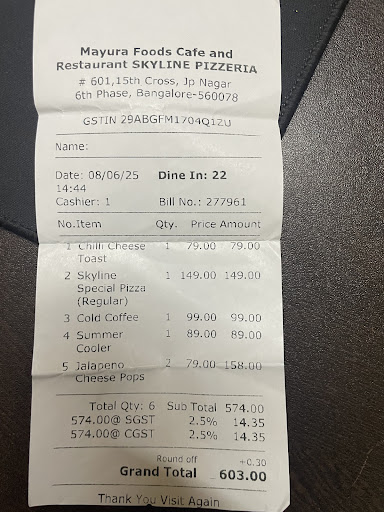 Mayura Foods Cafe and
Restaurant SKYLINE PIZZERIA
# 601,15th Cross, Jp Nagar
6th Phase, Bangalore-560078
GSTIN 29ABGFM1704Q1ZU
Name:
Date: 08/06/25 Dine In: 22
14:44
Cashier: 1 Bill No.: 277961
No.Item Qty. Price Amount
1 Chilli Cheese 1 79.00 79.00
Toast
2 Skyline 1 149.00 149.00
Special Pizza
(Regular)
3 Cold Coffee 1 99.00 99.00
4 Summer 1 89.00 89.00
Cooler
5 Jalapeno 2 79.00 158.00
Cheese Pops
Total Qty: 6 Sub Total 574.00
574.00@ SGST 2.5% 14.35
574.00@ CGST 2.5% 14.35
Round off +0.30
Grand Total 603.00
Thank You Visit Again